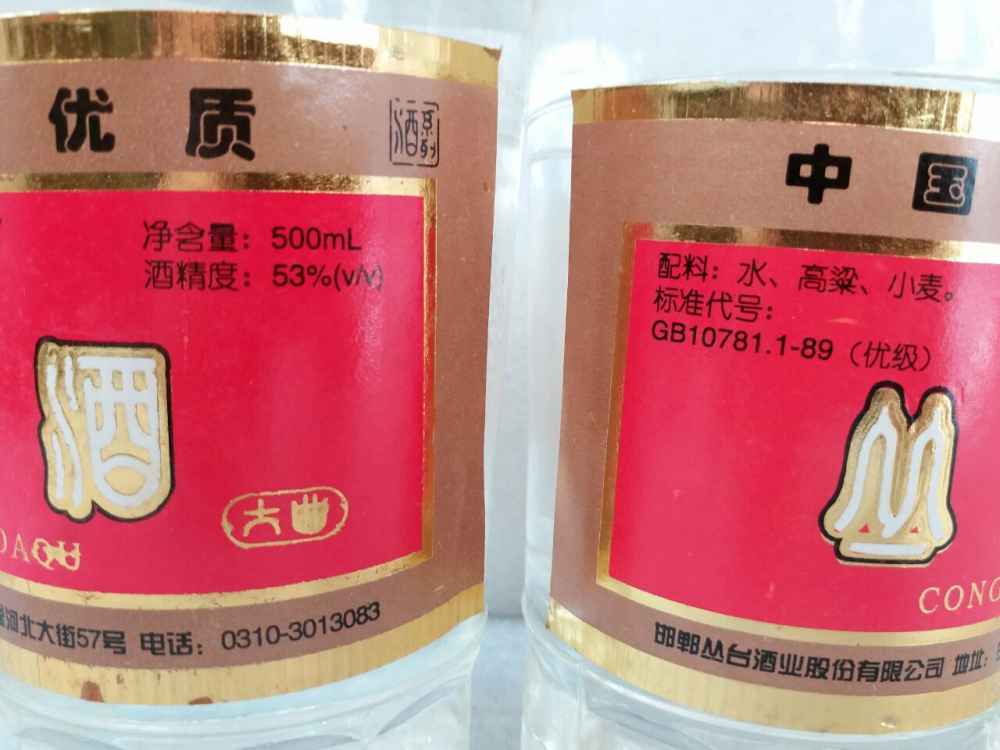 优质
酒系列
净含量：500mL
酒精度：53%(v/v)
酒
大曲
DAQU
河北大街57号 电话：0310-3013083
中国
配料：水、高粱、小麦。
标准代号：
GB10781.1-89（优级）
丛
CONG
邯郸丛台酒业股份有限公司 地址：